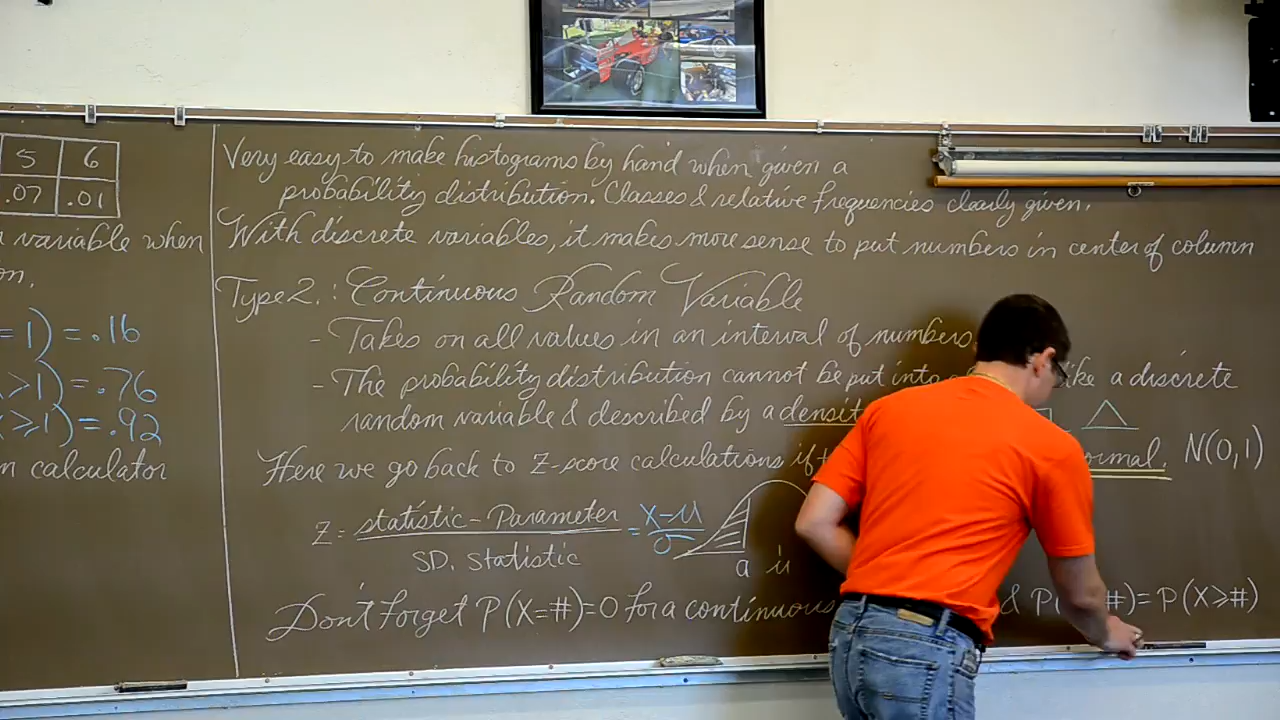 5 6
.07 .01
variable when
on.
=1) = .16
>1) = .76
≥1) = .92
n calculator
Very easy to make histograms by hand when given a
probability distribution. Classes & relative frequencies clearly given.
With discrete variables, it makes more sense to put numbers in center of column
Type 2. : Continuous Random Variable
- Takes on all values in an interval of numbers
- The probability distribution cannot be put into a discrete
random variable & described by a densit
Here we go back to Z-score calculations if ormal. N(0,1)
Z = statistic - Parameter = X-μ
SD. Statistic σ
a
Don't forget P(X=#)=0 for a continuous & P( #) = P(X≥#)